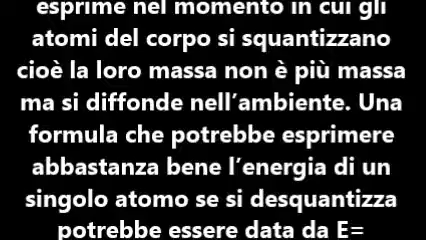 esprime nel momento in cui gli
atomi del corpo si squantizzano
cioè la loro massa non è più massa
ma si diffonde nell’ambiente. Una
formula che potrebbe esprimere
abbastanza bene l’energia di un
singolo atomo se si desquantizza
potrebbe essere data da E=